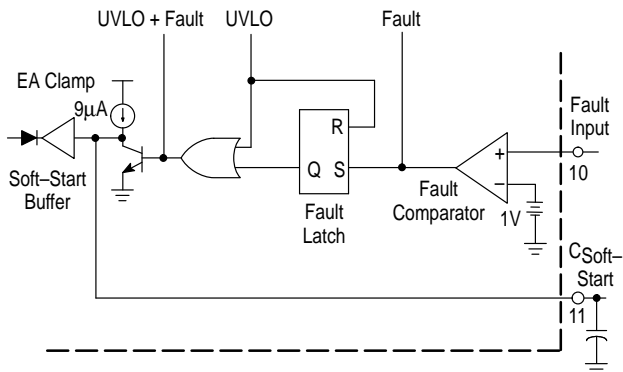 UVLO + Fault
UVLO
Fault
EA Clamp
9µA
Fault
Input
10
R
Q
S
+
–
1V
Soft–Start
Buffer
Fault
Latch
Fault
Comparator
CSoft–
Start
11